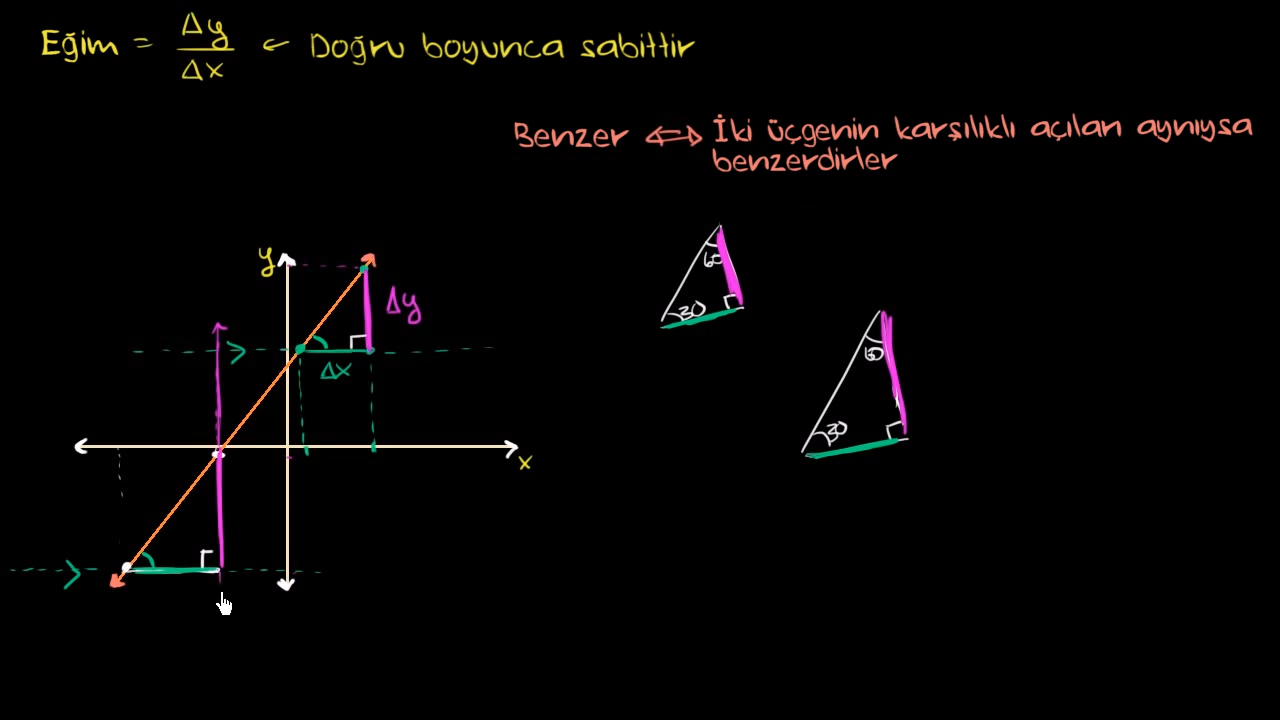 Eğim = Δy/Δx ← Doğru boyunca sabittir
Benzer ⟺ İki üçgenin karşılıklı açıları aynıysa
benzerdirler
y
Δy
Δx
x
60
30
60
30